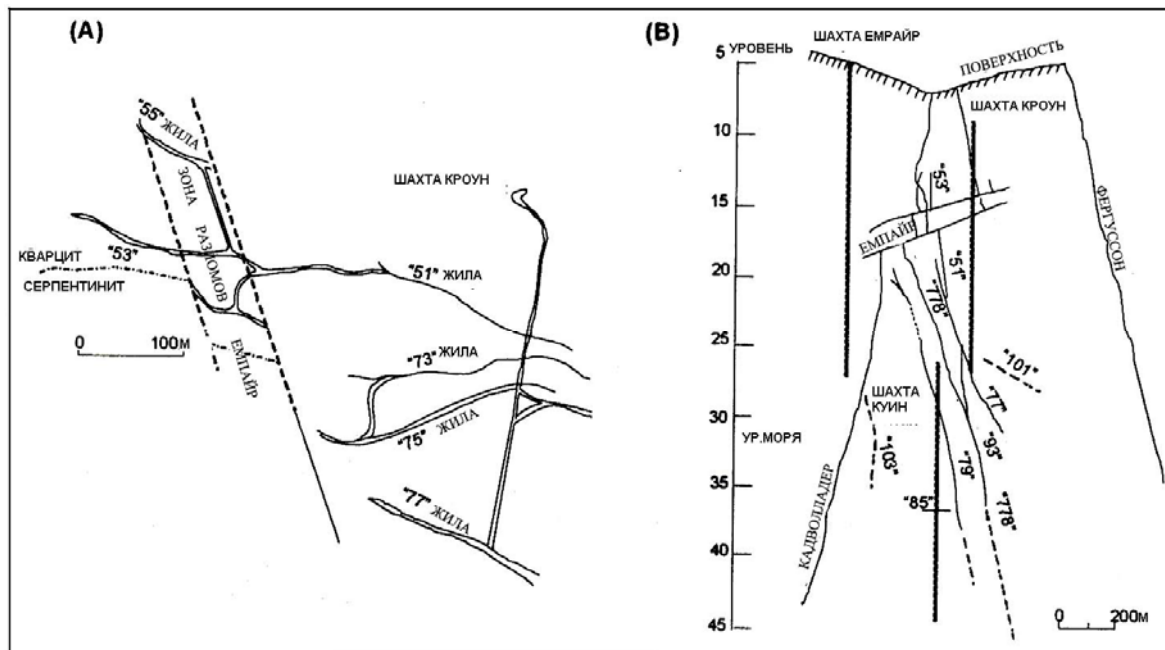 (A)
"55" ЖИЛА
ЗОНА
РАЗЛОМОВ
ШАХТА КРОУН
"53"
КВАРЦИТ
СЕРПЕНТИНИТ
"51" ЖИЛА
0 100М
ЕМПАЙР
"73" ЖИЛА
"75" ЖИЛА
"77" ЖИЛА
(B)
ШАХТА ЕМРАЙР
5 УРОВЕНЬ
ПОВЕРХНОСТЬ
ШАХТА КРОУН
10
"53"
15
ЕМПАЙР
ФЕРГУССОН
"51"
20
"778"
25
"101"
ШАХТА
КУИН
"77"
30
УР.МОРЯ
"103"
"79"
"93"
35
"85"
"778"
КАДВОЛЛАДЕР
40
45
0 200М